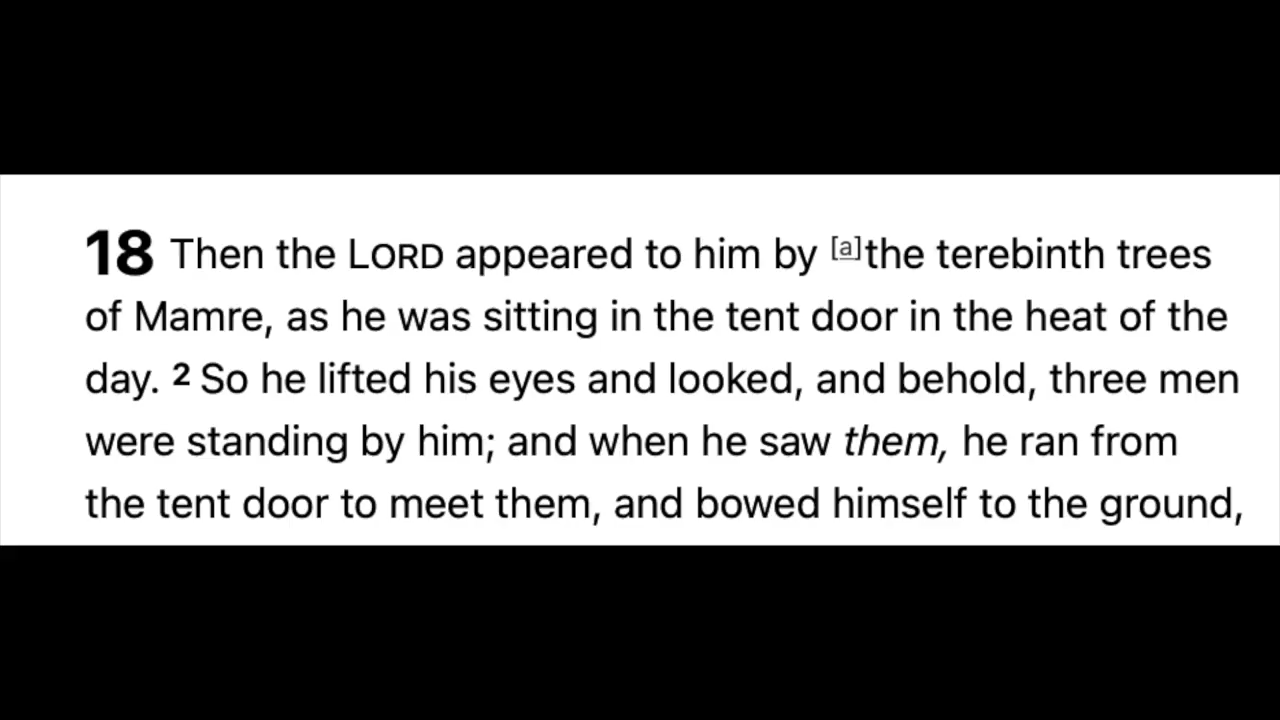 18 Then the LORD appeared to him by [a]the terebinth trees
of Mamre, as he was sitting in the tent door in the heat of the
day. 2 So he lifted his eyes and looked, and behold, three men
were standing by him; and when he saw them, he ran from
the tent door to meet them, and bowed himself to the ground,